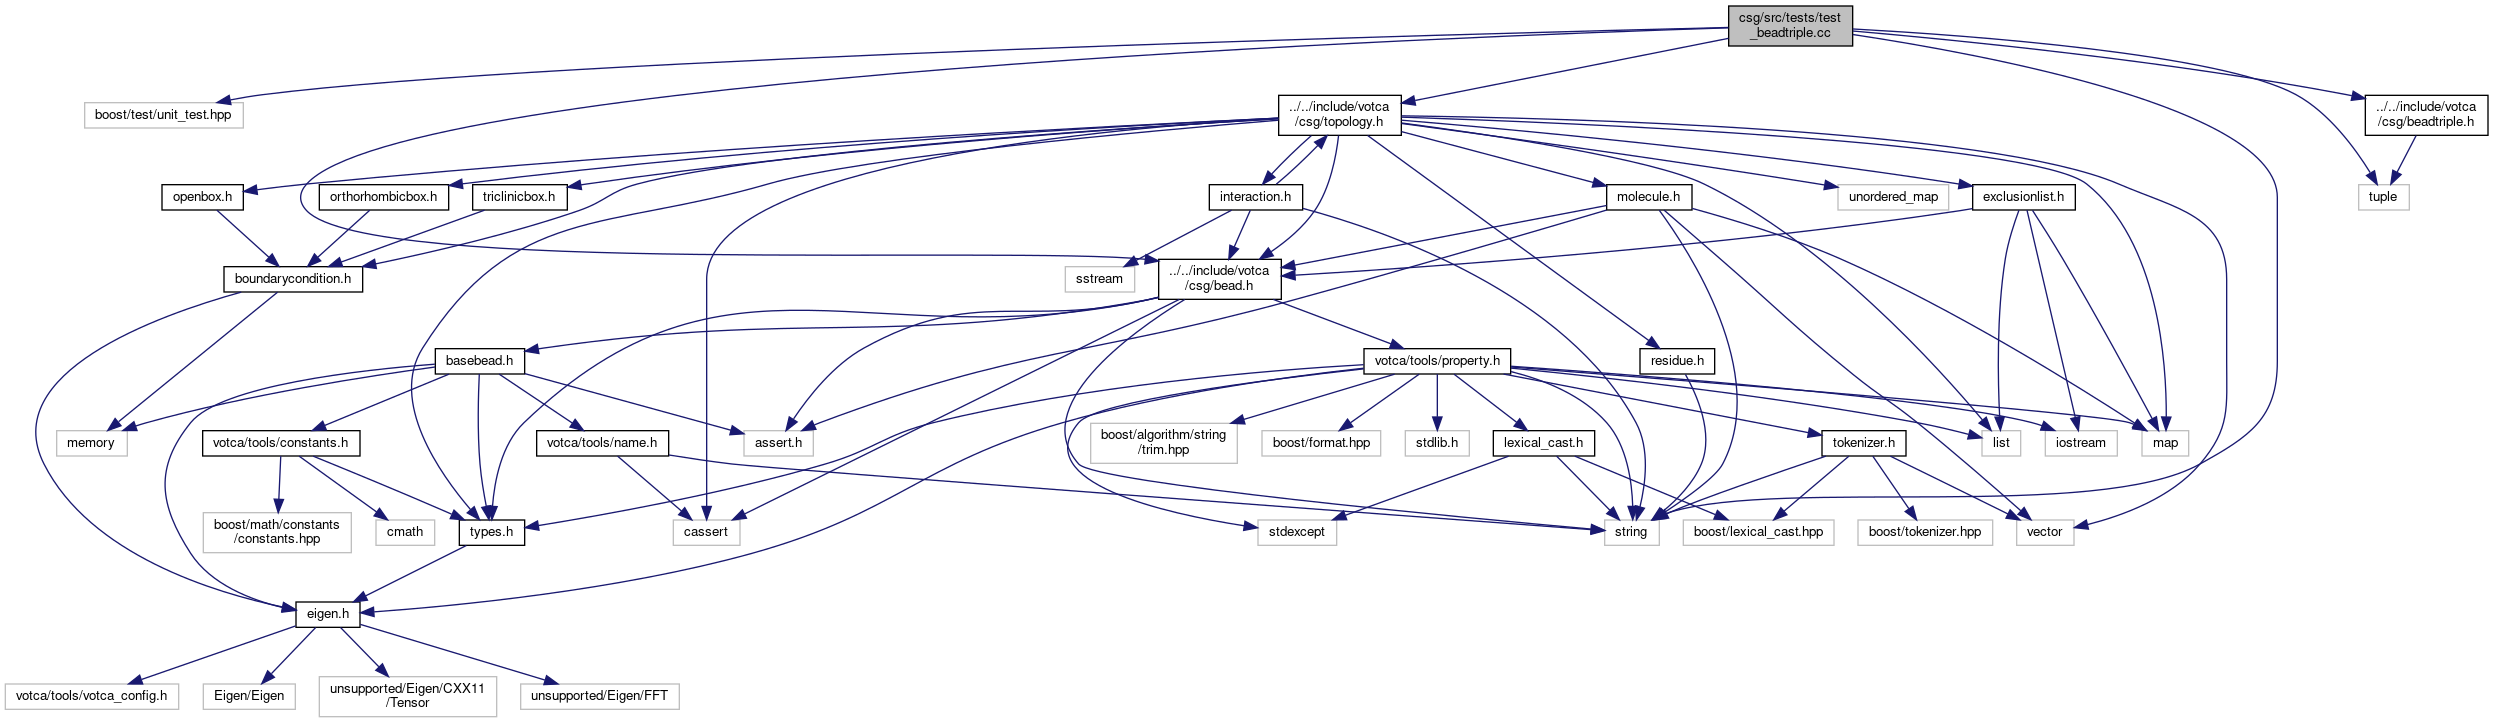 csg/src/tests/test
_beadtriple.cc
boost/test/unit_test.hpp
../../include/votca
/csg/topology.h
../../include/votca
/csg/beadtriple.h
openbox.h
orthorhombicbox.h
triclinicbox.h
interaction.h
molecule.h
unordered_map
exclusionlist.h
tuple
boundarycondition.h
sstream
../../include/votca
/csg/bead.h
basebead.h
votca/tools/property.h
residue.h
memory
votca/tools/constants.h
votca/tools/name.h
assert.h
boost/algorithm/string
/trim.hpp
boost/format.hpp
stdlib.h
lexical_cast.h
tokenizer.h
list
iostream
map
boost/math/constants
/constants.hpp
cmath
types.h
cassert
stdexcept
string
boost/lexical_cast.hpp
boost/tokenizer.hpp
vector
eigen.h
votca/tools/votca_config.h
Eigen/Eigen
unsupported/Eigen/CXX11
/Tensor
unsupported/Eigen/FFT